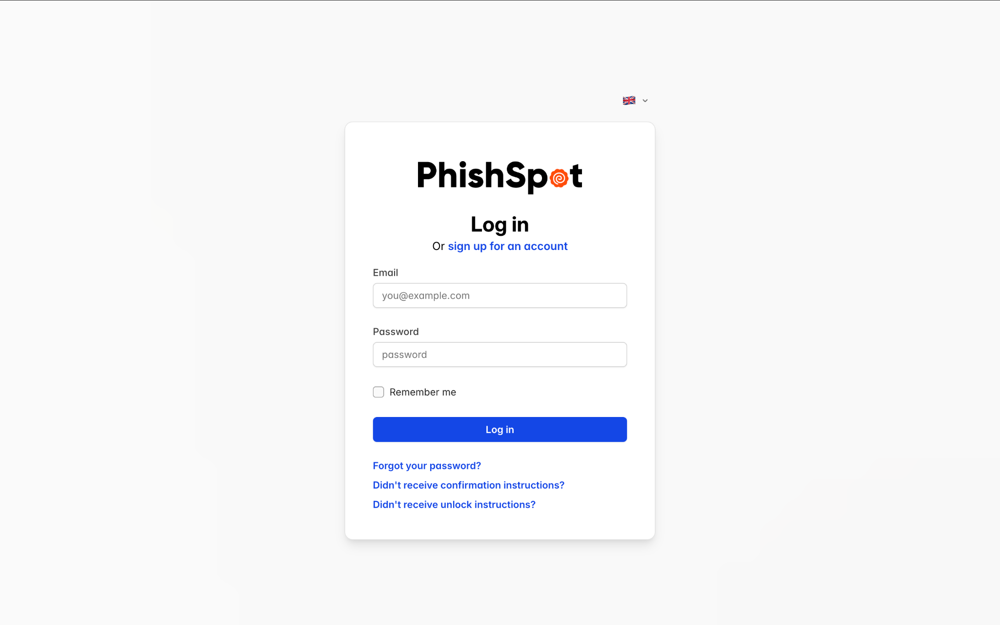 PhishSpot
Log in
Or sign up for an account
Email
you@example.com
Password
password
Remember me
Log in
Forgot your password?
Didn't receive confirmation instructions?
Didn't receive unlock instructions?